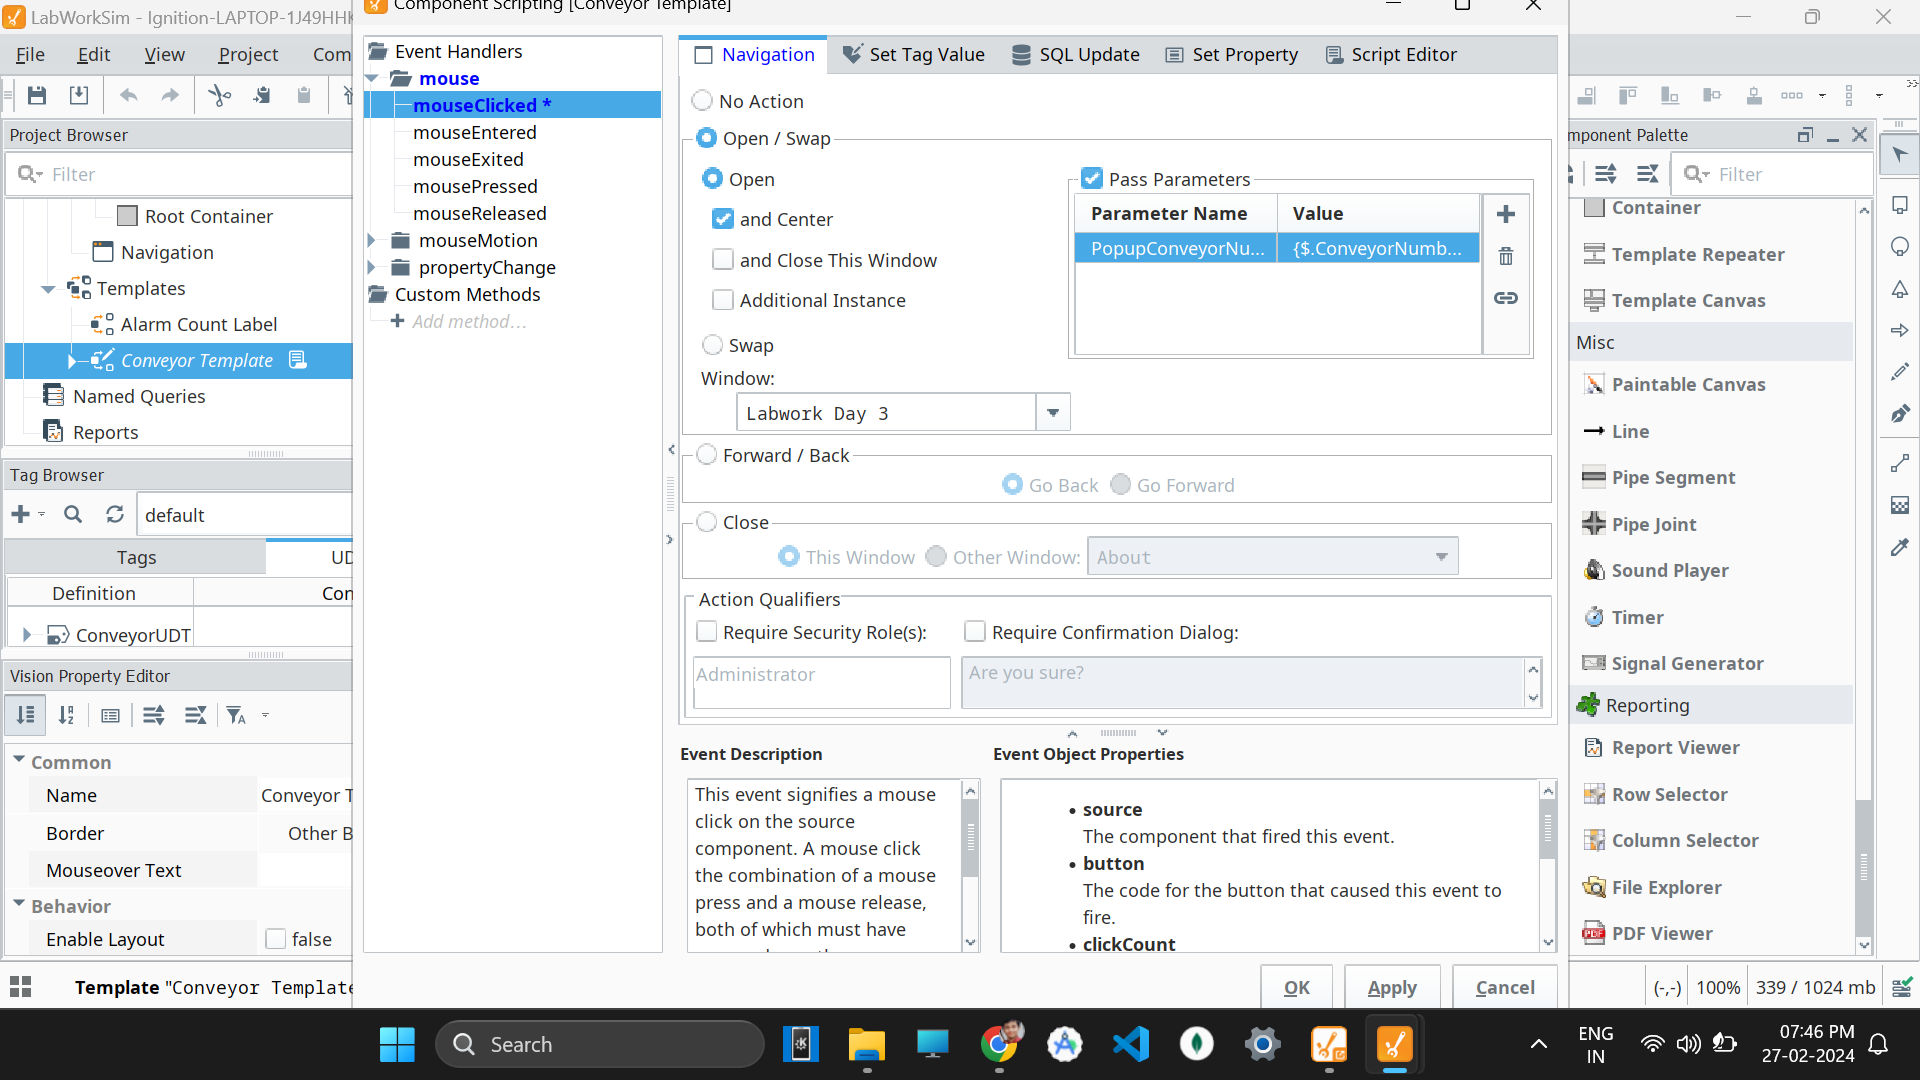 LabWorkSim - Ignition-LAPTOP-1J49HHK
Component Scripting [Conveyor Template]
File Edit View Project Com
Project Browser
Filter
Root Container
Navigation
Templates
Alarm Count Label
Conveyor Template
Named Queries
Reports
Tag Browser
default
Tags UD
Definition Con
ConveyorUDT
Vision Property Editor
Common
Name Conveyor T
Border Other B
Mouseover Text
Behavior
Enable Layout false
Template "Conveyor Template
Event Handlers
mouse
mouseClicked *
mouseEntered
mouseExited
mousePressed
mouseReleased
mouseMotion
propertyChange
Custom Methods
Add method...
Navigation Set Tag Value SQL Update Set Property Script Editor
No Action
Open / Swap
Open
and Center
and Close This Window
Additional Instance
Swap
Window:
Labwork Day 3
Pass Parameters
Parameter Name Value
PopupConveyorNu... {$.ConveyorNumb...
Forward / Back
Go Back Go Forward
Close
This Window Other Window: About
Action Qualifiers
Require Security Role(s): Require Confirmation Dialog:
Administrator Are you sure?
Event Description
This event signifies a mouse
click on the source
component. A mouse click
the combination of a mouse
press and a mouse release,
both of which must have
Event Object Properties
• source
The component that fired this event.
• button
The code for the button that caused this event to
fire.
• clickCount
OK Apply Cancel
mponent Palette
Filter
Container
Template Repeater
Template Canvas
Misc
Paintable Canvas
Line
Pipe Segment
Pipe Joint
Sound Player
Timer
Signal Generator
Reporting
Report Viewer
Row Selector
Column Selector
File Explorer
PDF Viewer
(-,-) 100% 339 / 1024 mb
Search
ENG
IN
07:46 PM
27-02-2024